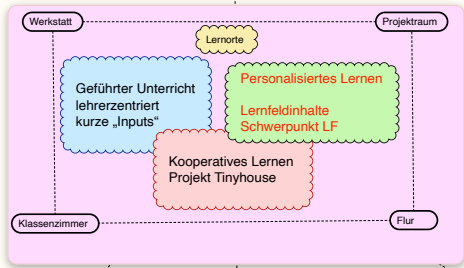 Werkstatt
Projektraum
Lernorte
Geführter Unterricht
lehrerzentriert
kurze „Inputs“
Personalisiertes Lernen
Lernfeldinhalte
Schwerpunkt LF
Kooperatives Lernen
Projekt Tinyhouse
Klassenzimmer
Flur